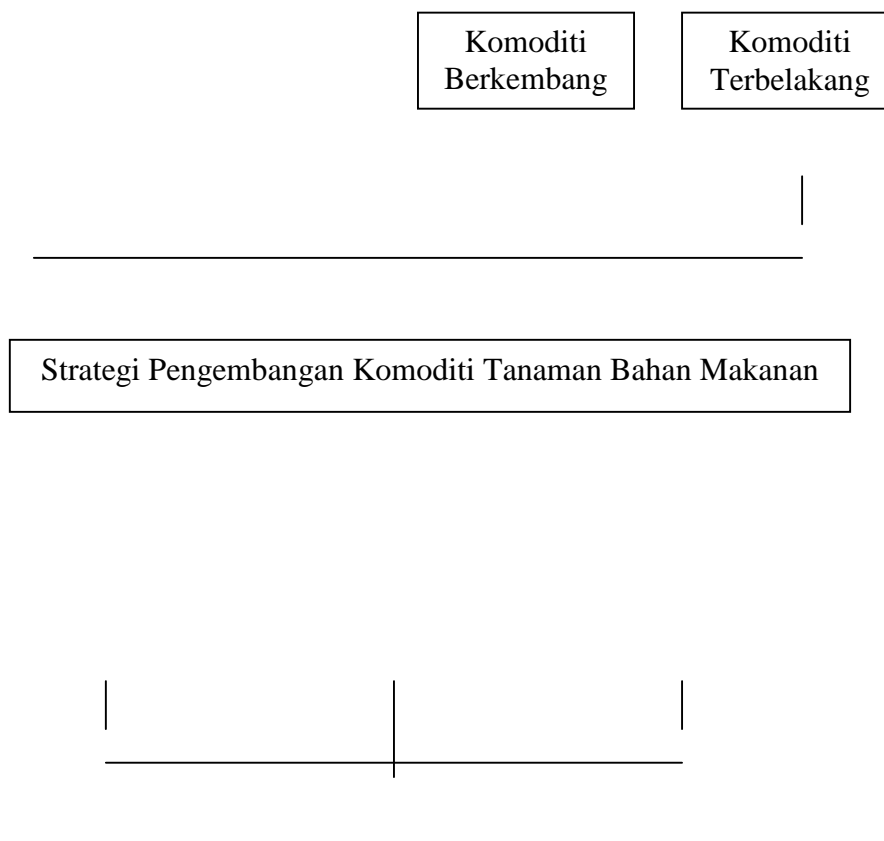 Komoditi
Berkembang
Komoditi
Terbelakang
Strategi Pengembangan Komoditi Tanaman Bahan Makanan